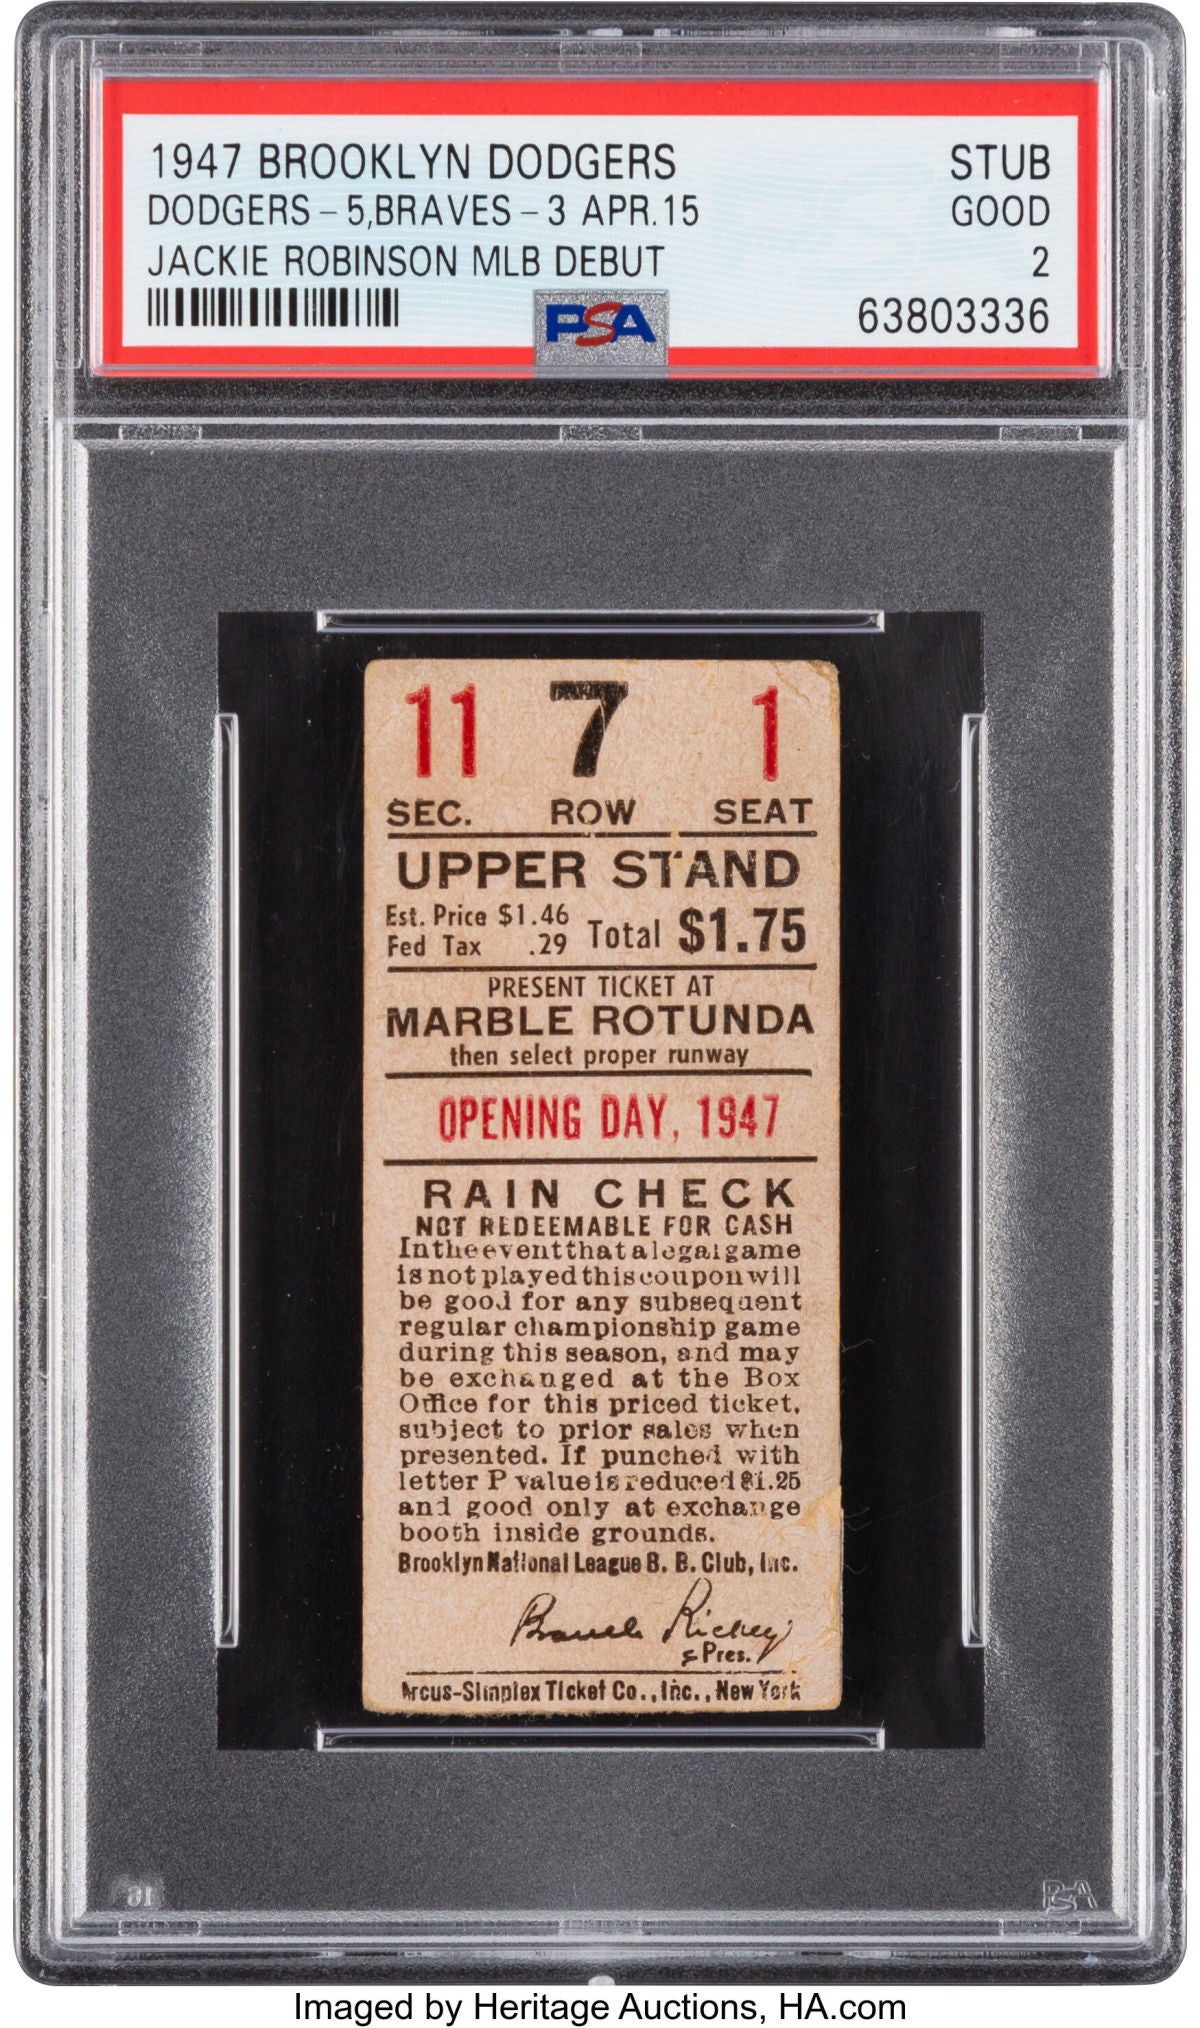 1947 BROOKLYN DODGERS STUB
DODGERS-5,BRAVES-3 APR.15 GOOD
JACKIE ROBINSON MLB DEBUT 2
PSA 63803336
11 7 1
SEC. ROW SEAT
UPPER STAND
Est. Price $1.46 Total $1.75
Fed Tax .29
PRESENT TICKET AT
MARBLE ROTUNDA
then select proper runway
OPENING DAY, 1947
RAIN CHECK
NOT REDEEMABLE FOR CASH
In the event that a legal game
is not played this coupon will
be good for any subsequent
regular championship game
during this season, and may
be exchanged at the Box
Office for this priced ticket,
subject to prior sales when
presented. If punched with
letter P value is reduced $1.25
and good only at exchange
booth inside grounds.
Brooklyn National League B. B. Club, Inc.
Branch Rickey
Pres.
Arcus-Simplex Ticket Co., Inc., New York
16 PSA
Imaged by Heritage Auctions, HA.com